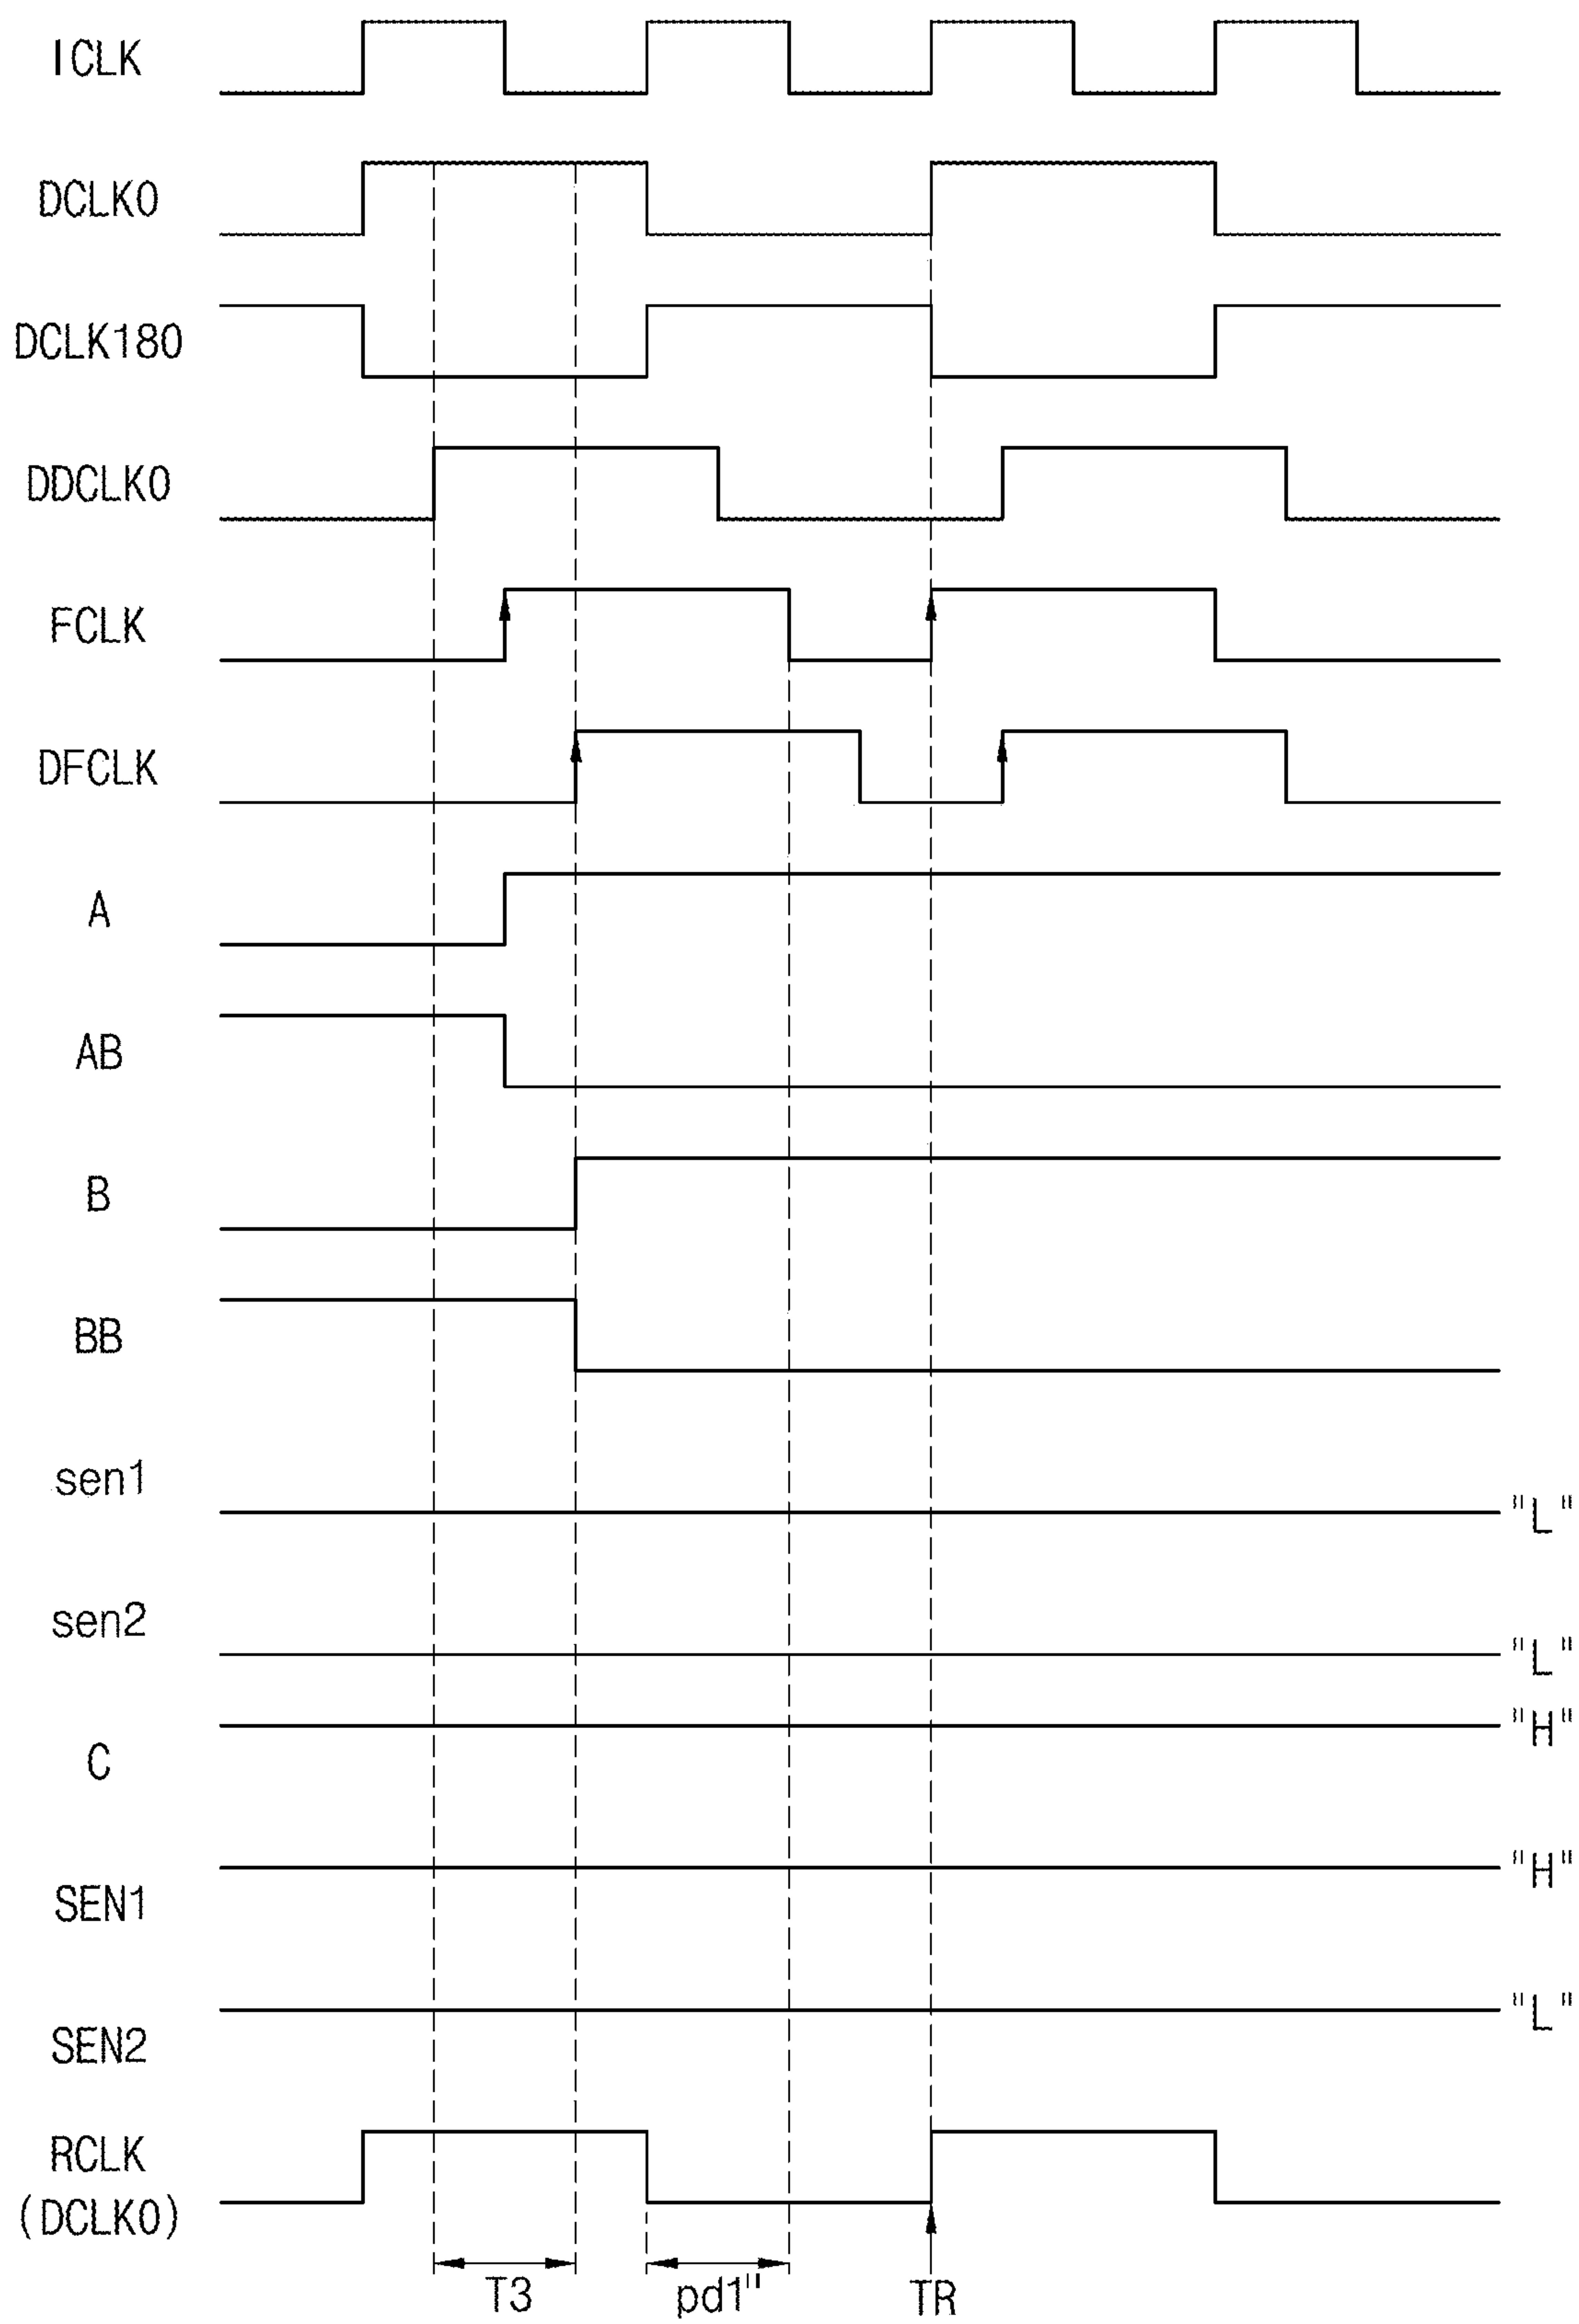 ICLK
DCLK0
DCLK180
DDCLK0
FCLK
DFCLK
A
AB
B
BB
sen1
"L"
sen2
"L"
C
"H"
SEN1
"H"
SEN2
"L"
RCLK
(DCLK0)
T3
pd1"
TR